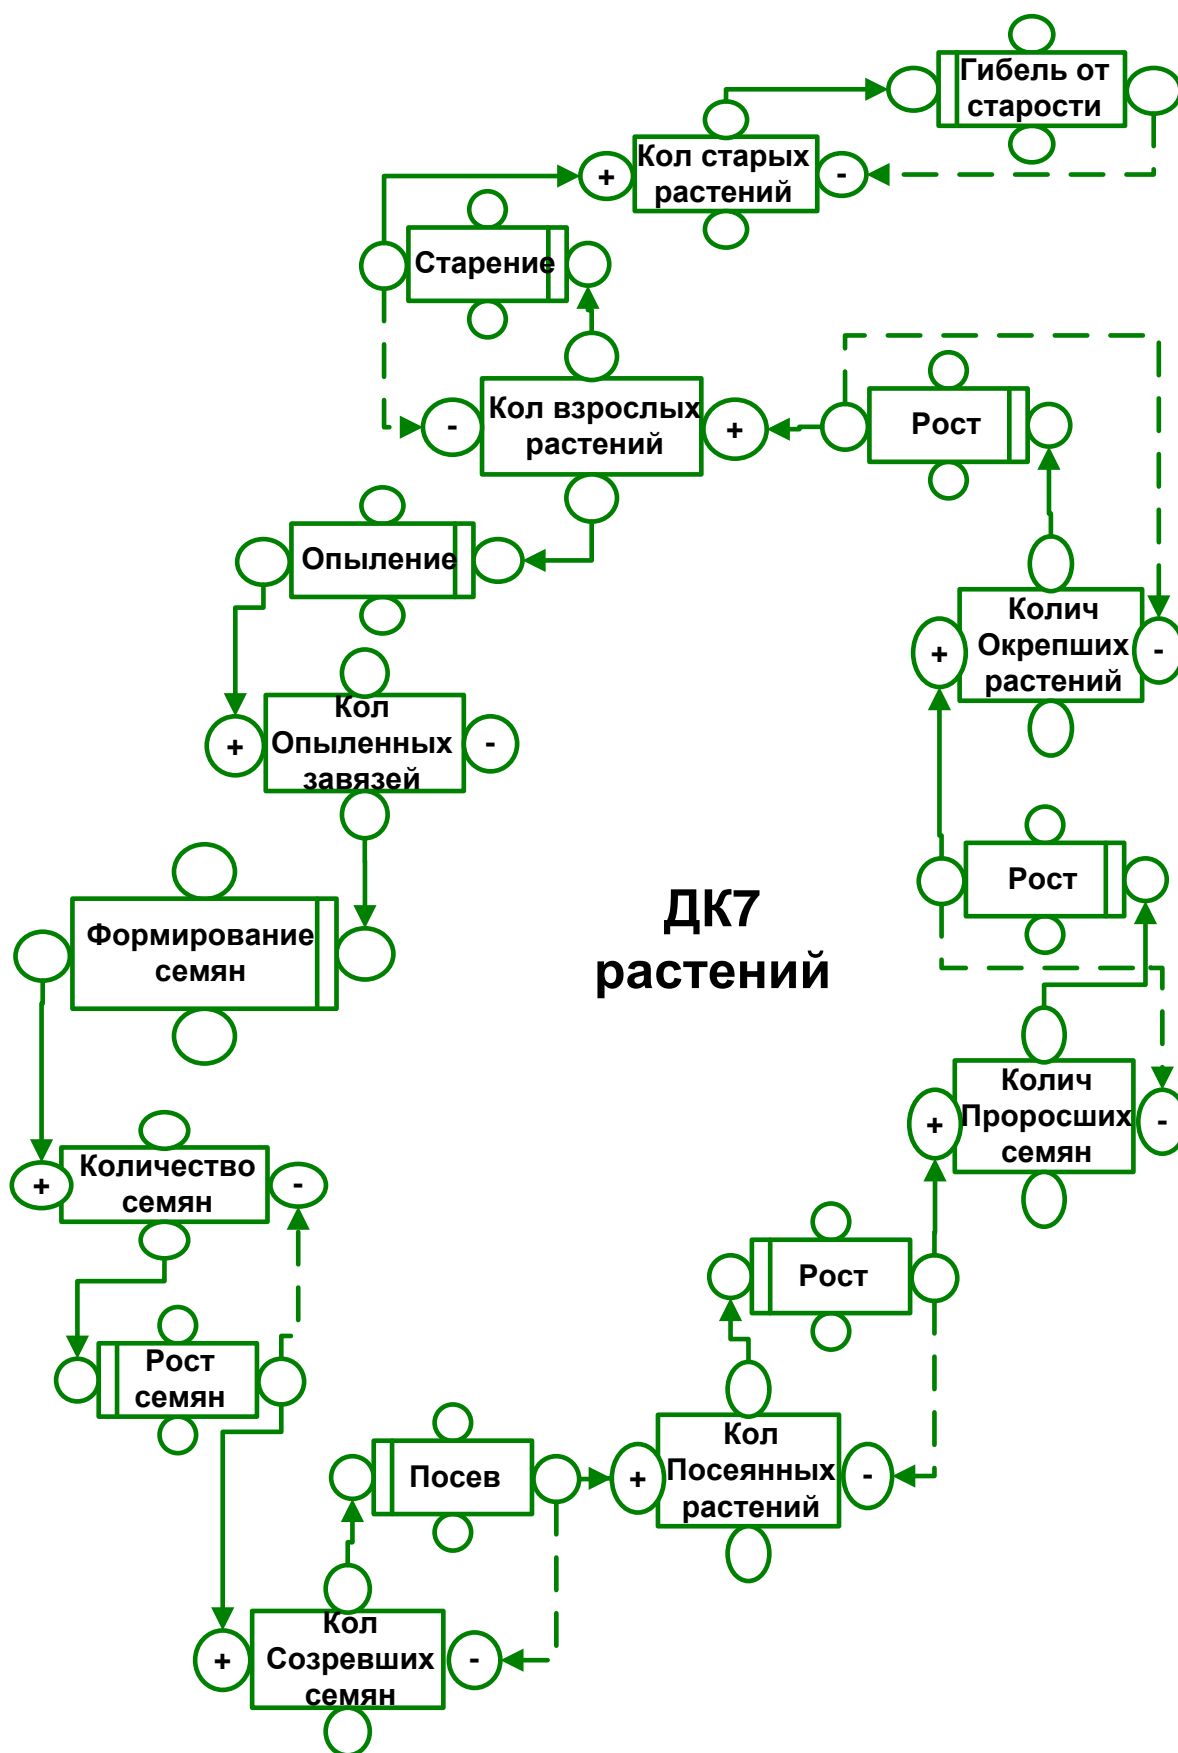 Гибель от
старости
Кол старых
растений
+
-
Старение
Кол взрослых
растений
-
+
Рост
Опыление
Колич
Окрепших
растений
+
-
Кол
Опыленных
завязей
+
-
Рост
ДК7
растений
Формирование
семян
Колич
Проросших
семян
+
-
Количество
семян
+
-
Рост
Рост
семян
Кол
Посеянных
растений
+
-
Посев
Кол
Созревших
семян
+
-